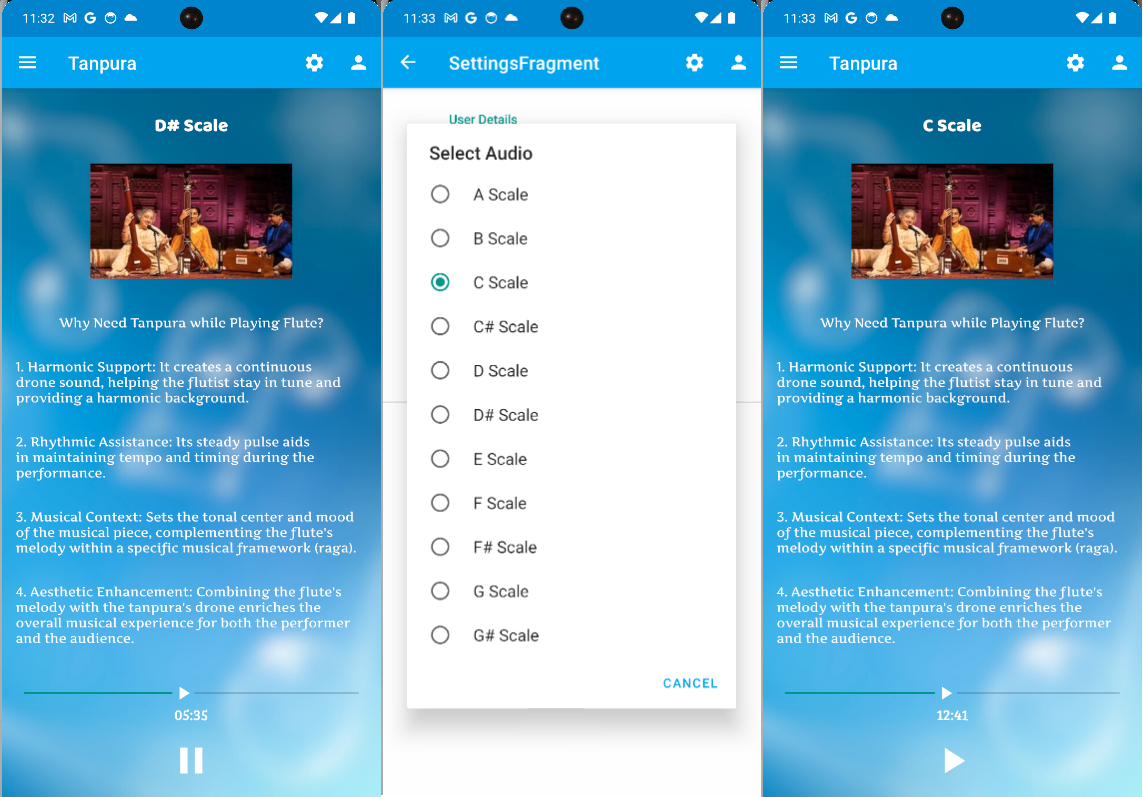 11:32
Tanpura
D# Scale
Why Need Tanpura while Playing Flute?
1. Harmonic Support: It creates a continuous
drone sound, helping the flutist stay in tune and
providing a harmonic background.
2. Rhythmic Assistance: Its steady pulse aids
in maintaining tempo and timing during the
performance.
3. Musical Context: Sets the tonal center and mood
of the musical piece, complementing the flute's
melody within a specific musical framework (raga).
4. Aesthetic Enhancement: Combining the flute's
melody with the tanpura's drone enriches the
overall musical experience for both the performer
and the audience.
05:35
11:33
SettingsFragment
User Details
Select Audio
A Scale
B Scale
C Scale
C# Scale
D Scale
D# Scale
E Scale
F Scale
F# Scale
G Scale
G# Scale
CANCEL
11:33
Tanpura
C Scale
Why Need Tanpura while Playing Flute?
1. Harmonic Support: It creates a continuous
drone sound, helping the flutist stay in tune and
providing a harmonic background.
2. Rhythmic Assistance: Its steady pulse aids
in maintaining tempo and timing during the
performance.
3. Musical Context: Sets the tonal center and mood
of the musical piece, complementing the flute's
melody within a specific musical framework (raga).
4. Aesthetic Enhancement: Combining the flute's
melody with the tanpura's drone enriches the
overall musical experience for both the performer
and the audience.
12:41